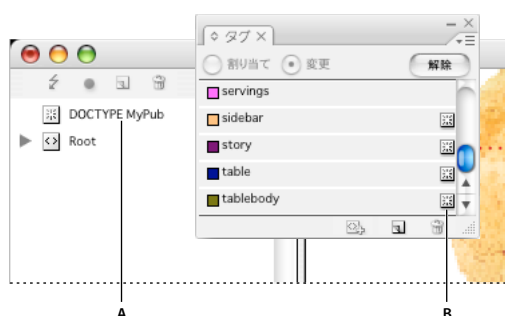 タグ
割り当て 変更 解除
DOCTYPE MyPub
Root
servings
sidebar
story
table
tablebody
A B